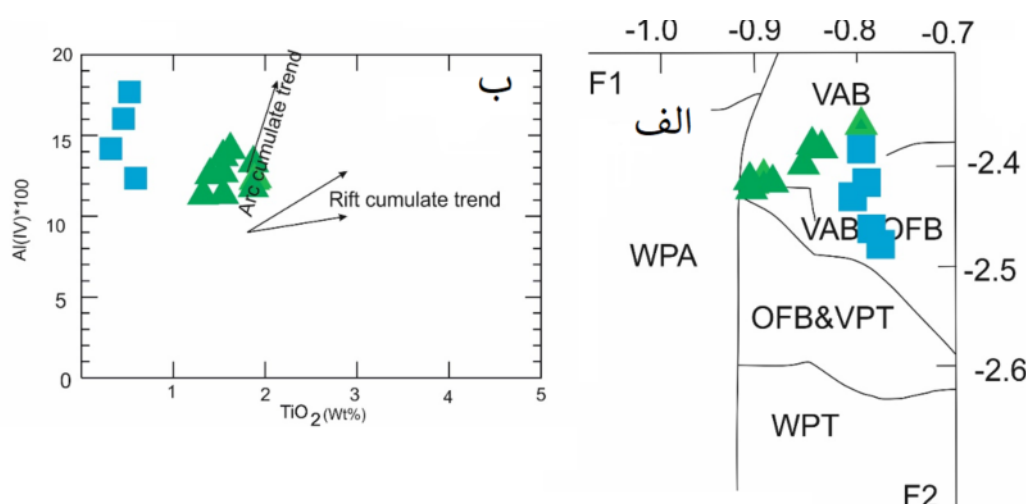 20
15
10
5
0
Al(IV)*100
1
2
3
4
5
TiO2(Wt%)
Arc cumulate trend
Rift cumulate trend
ب
-1.0
-0.9
-0.8
-0.7
F1
الف
VAB
-2.4
VAB OFB
WPA
-2.5
OFB&VPT
-2.6
WPT
F2